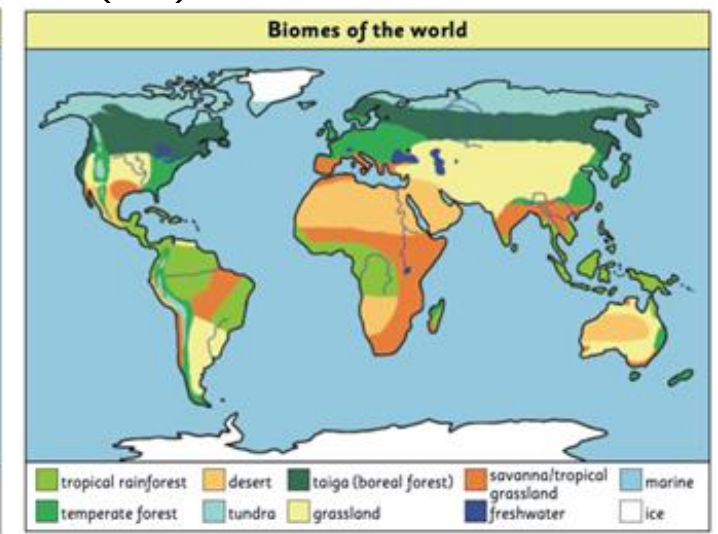 Biomes of the world
tropical rainforest
desert
taiga (boreal forest)
savanna/tropical
grassland
marine
temperate forest
tundra
grassland
freshwater
ice